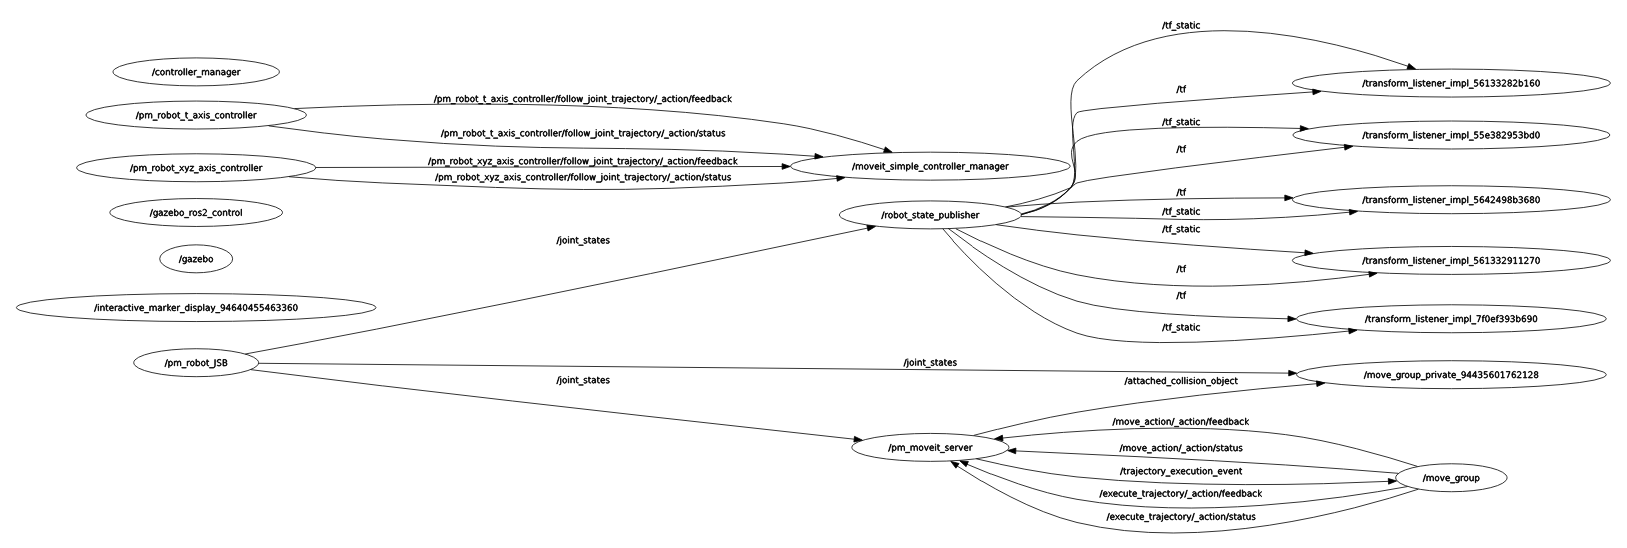 /tf_static
/controller_manager
/transform_listener_impl_56133282b160
/tf
/pm_robot_t_axis_controller/follow_joint_trajectory/_action/feedback
/pm_robot_t_axis_controller
/tf_static
/pm_robot_t_axis_controller/follow_joint_trajectory/_action/status
/transform_listener_impl_55e382953bd0
/tf
/pm_robot_xyz_axis_controller/follow_joint_trajectory/_action/feedback
/pm_robot_xyz_axis_controller
/moveit_simple_controller_manager
/pm_robot_xyz_axis_controller/follow_joint_trajectory/_action/status
/tf
/transform_listener_impl_5642498b3680
/gazebo_ros2_control
/robot_state_publisher
/tf_static
/tf_static
/joint_states
/gazebo
/transform_listener_impl_561332911270
/tf
/tf
/interactive_marker_display_94640455463360
/transform_listener_impl_7f0ef393b690
/tf_static
/pm_robot_JSB
/joint_states
/move_group_private_94435601762128
/joint_states
/attached_collision_object
/move_action/_action/feedback
/pm_moveit_server
/move_action/_action/status
/trajectory_execution_event
/move_group
/execute_trajectory/_action/feedback
/execute_trajectory/_action/status